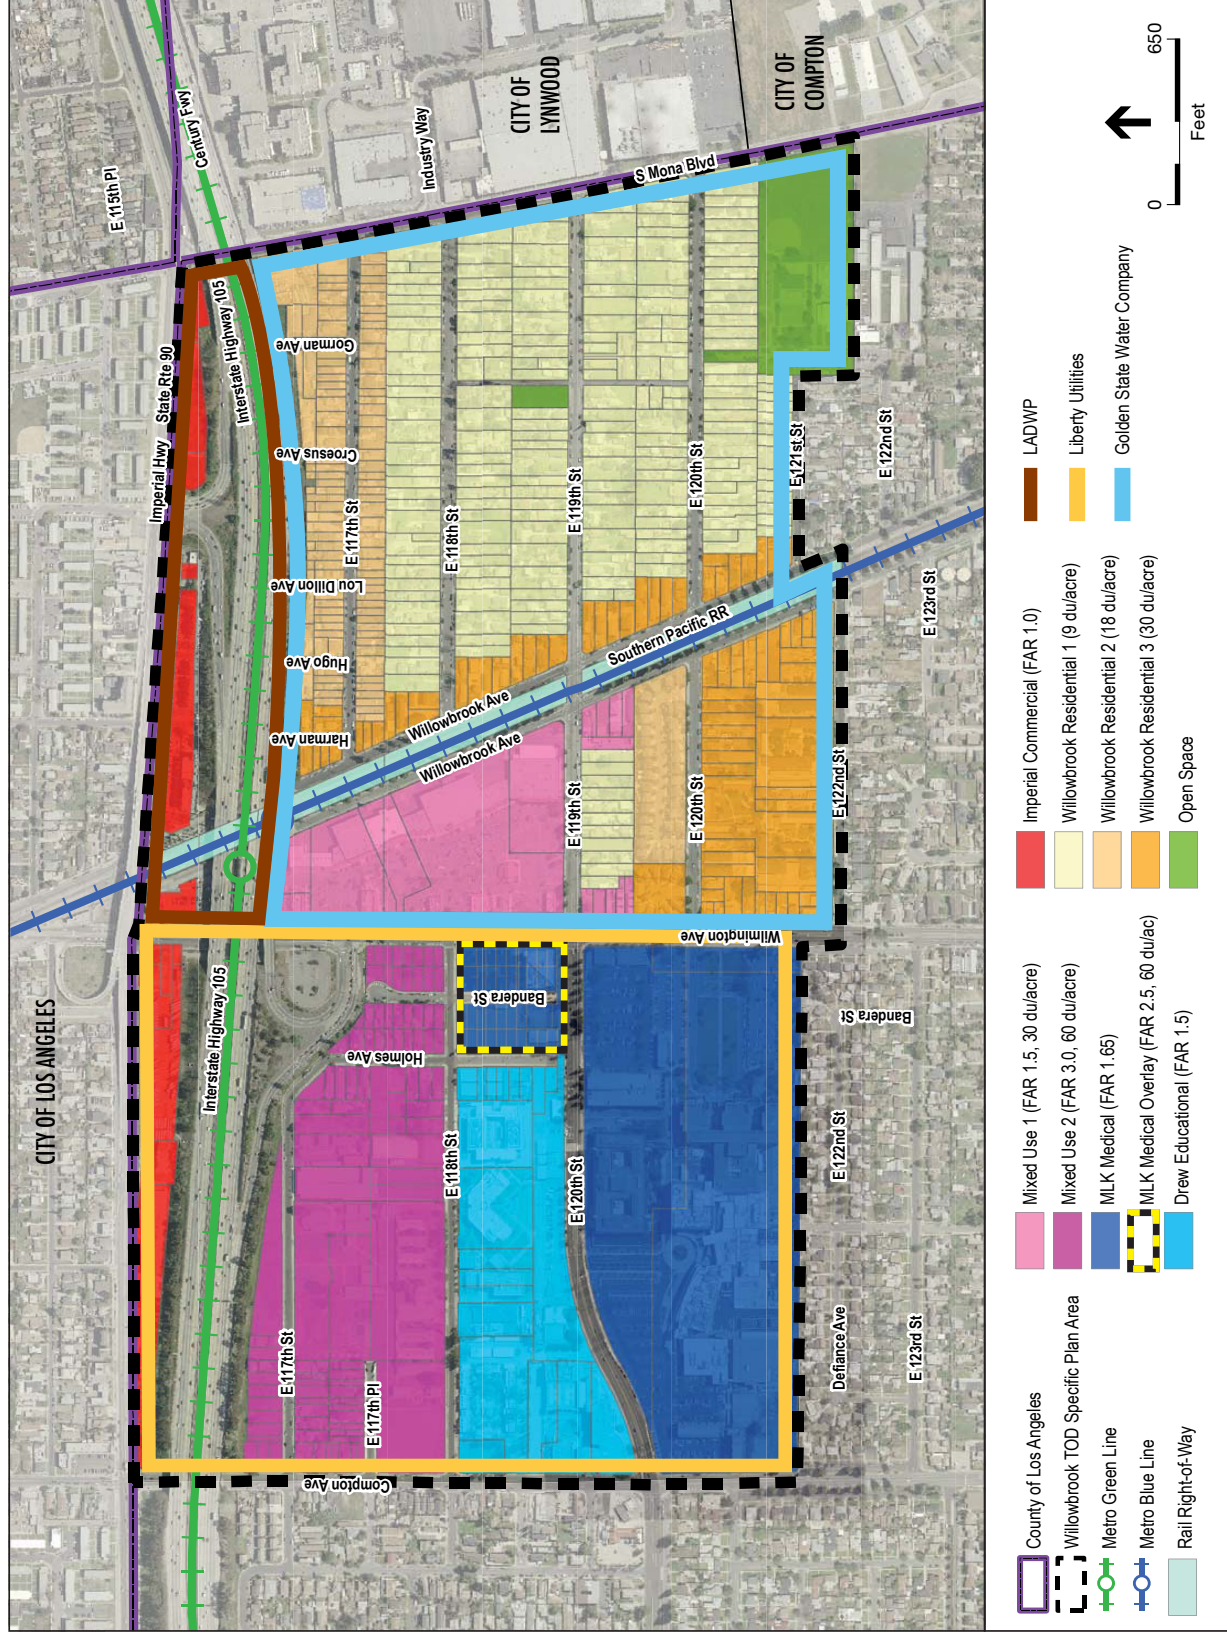 CITY OF LOS ANGELES
CITY OF
LYNWOOD
CITY OF
COMPTON
Imperial Hwy
State Rte 90
E 115th Pl
Century Fwy
Industry Way
S Mona Blvd
Interstate Highway 105
Interstate Highway 105
Gorman Ave
Croesus Ave
Lou Dillon Ave
Hugo Ave
Harman Ave
E 117th St
E 118th St
E 119th St
E 120th St
E 121st St
E 122nd St
E 123rd St
Southern Pacific RR
Willowbrook Ave
Willowbrook Ave
E 119th St
E 120th St
E 122nd St
Wilmington Ave
Bandera St
Bandera St
Holmes Ave
E 118th St
E 120th St
E 117th St
E 117th Pl
Compton Ave
E 122nd St
Defiance Ave
E 123rd St
County of Los Angeles
Willowbrook TOD Specific Plan Area
Metro Green Line
Metro Blue Line
Rail Right-of-Way
Mixed Use 1 (FAR 1.5, 30 du/acre)
Mixed Use 2 (FAR 3.0, 60 du/acre)
MLK Medical (FAR 1.65)
MLK Medical Overlay (FAR 2.5, 60 du/ac)
Drew Educational (FAR 1.5)
Imperial Commercial (FAR 1.0)
Willowbrook Residential 1 (9 du/acre)
Willowbrook Residential 2 (18 du/acre)
Willowbrook Residential 3 (30 du/acre)
Open Space
LADWP
Liberty Utilities
Golden State Water Company
0 650
Feet